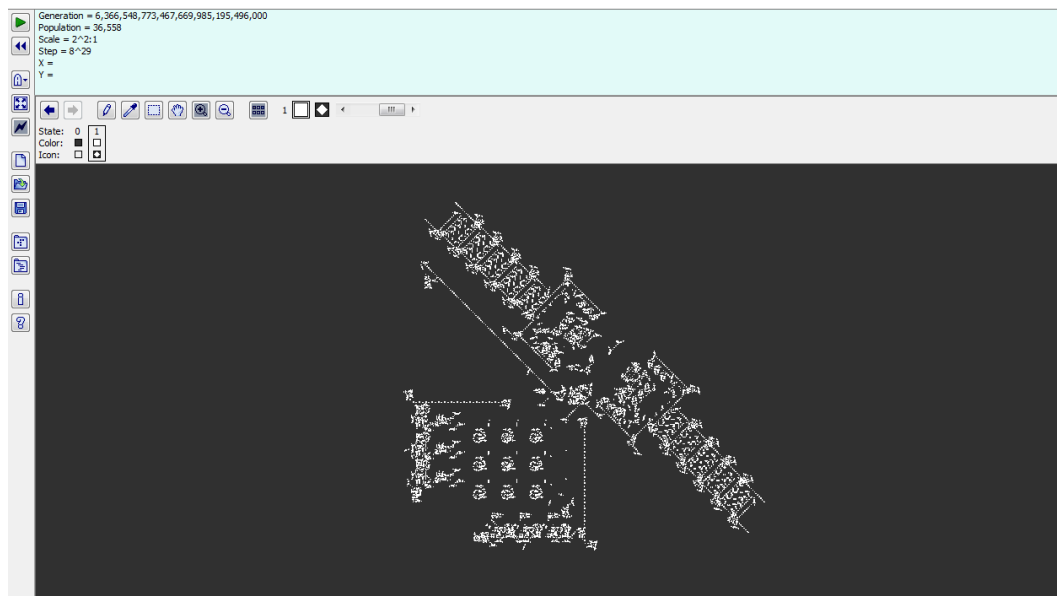 Generation = 6,366,548,773,467,669,985,195,496,000
Population = 36,558
Scale = 2^2:1
Step = 8^29
X =
Y =
1
State: 0 1
Color:
Icon: